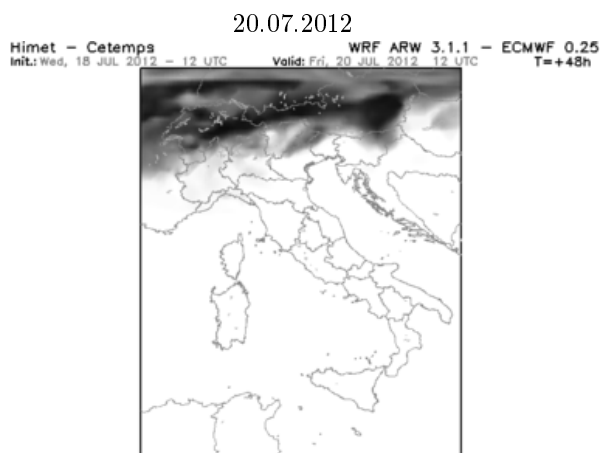 20.07.2012
Himet – Cetemps WRF ARW 3.1.1 – ECMWF 0.25
Init.: Wed, 18 JUL 2012 – 12 UTC Valid: Fri, 20 JUL 2012 12 UTC T=+48h